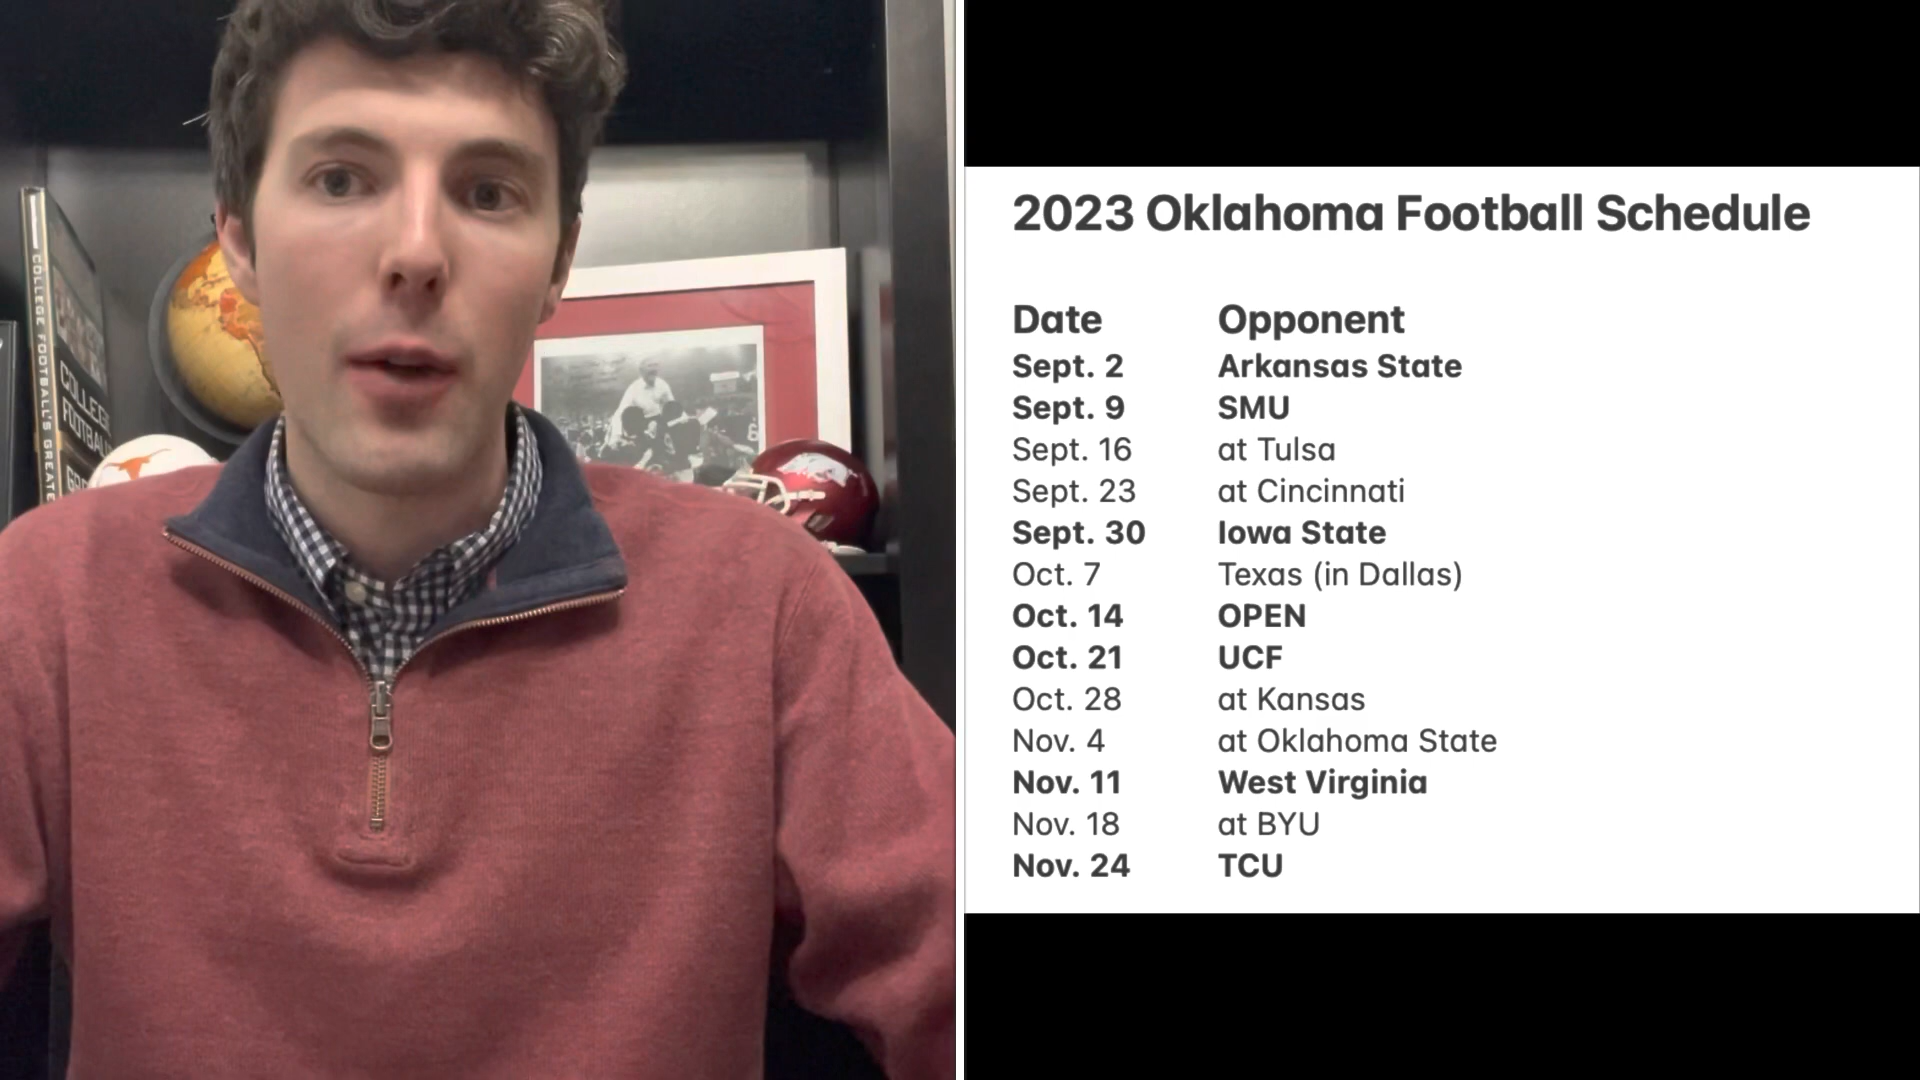 COLLEGE FOOTBALL'S GREATE
COLLEGE
FOOTBAL
2023 Oklahoma Football Schedule
Date Opponent
Sept. 2 Arkansas State
Sept. 9 SMU
Sept. 16 at Tulsa
Sept. 23 at Cincinnati
Sept. 30 Iowa State
Oct. 7 Texas (in Dallas)
Oct. 14 OPEN
Oct. 21 UCF
Oct. 28 at Kansas
Nov. 4 at Oklahoma State
Nov. 11 West Virginia
Nov. 18 at BYU
Nov. 24 TCU